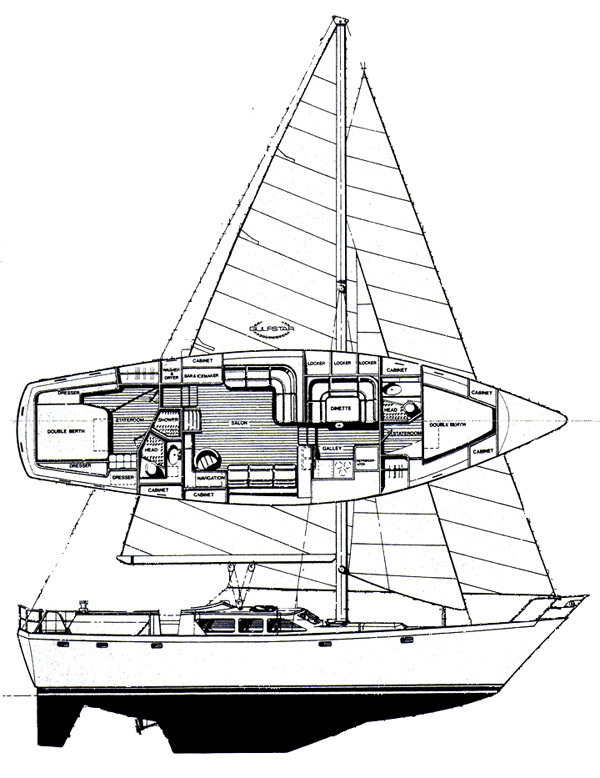 GULFSTAR
CABINET
WASHER
&
DRYER
BAR & ICEMAKER
LOCKER
LOCKER
LOCKER
CABINET
DRESSER
CABINET
DINETTE
STATEROOM
SHOWER
SALON
HEAD
DOUBLE BERTH
DOUBLE BERTH
STATEROOM
HEAD
GALLEY
DRESSER
DRESSER
NAVIGATION
CABINET
CABINET
CABINET